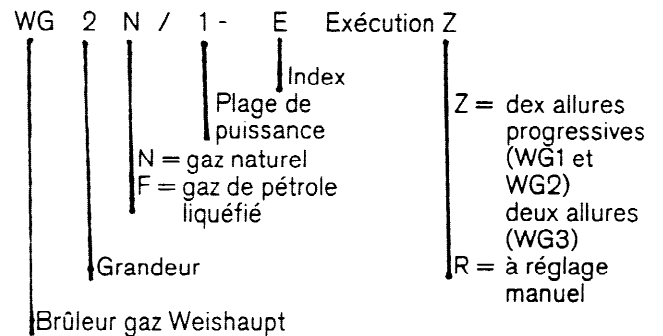 WG 2 N / 1 - E Exécution Z
Index
Plage de
puissance
N = gaz naturel
F = gaz de pétrole
liquéfié
Grandeur
Brûleur gaz Weishaupt
Z = dex allures
progressives
(WG1 et
WG2)
deux allures
(WG3)
R = à réglage
manuel